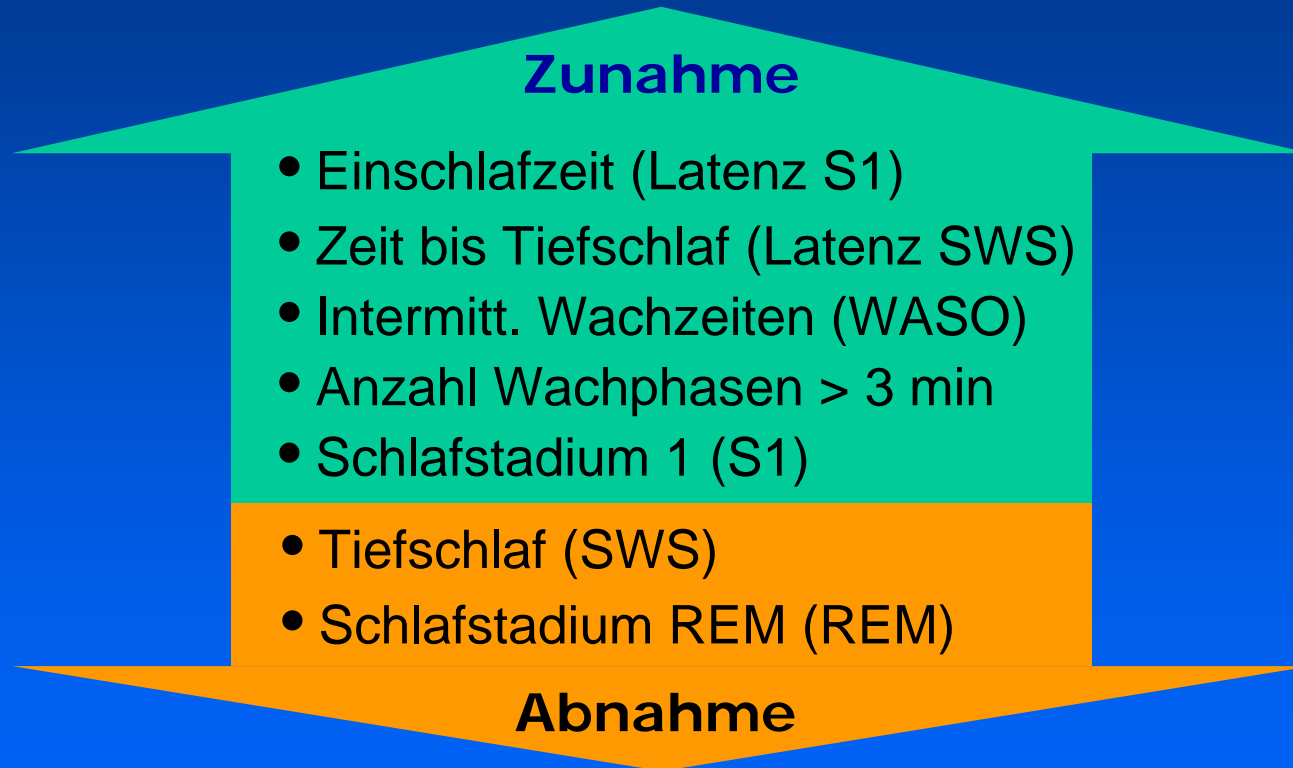 Zunahme
• Einschlafzeit (Latenz S1)
• Zeit bis Tiefschlaf (Latenz SWS)
• Intermitt. Wachzeiten (WASO)
• Anzahl Wachphasen > 3 min
• Schlafstadium 1 (S1)
• Tiefschlaf (SWS)
• Schlafstadium REM (REM)
Abnahme